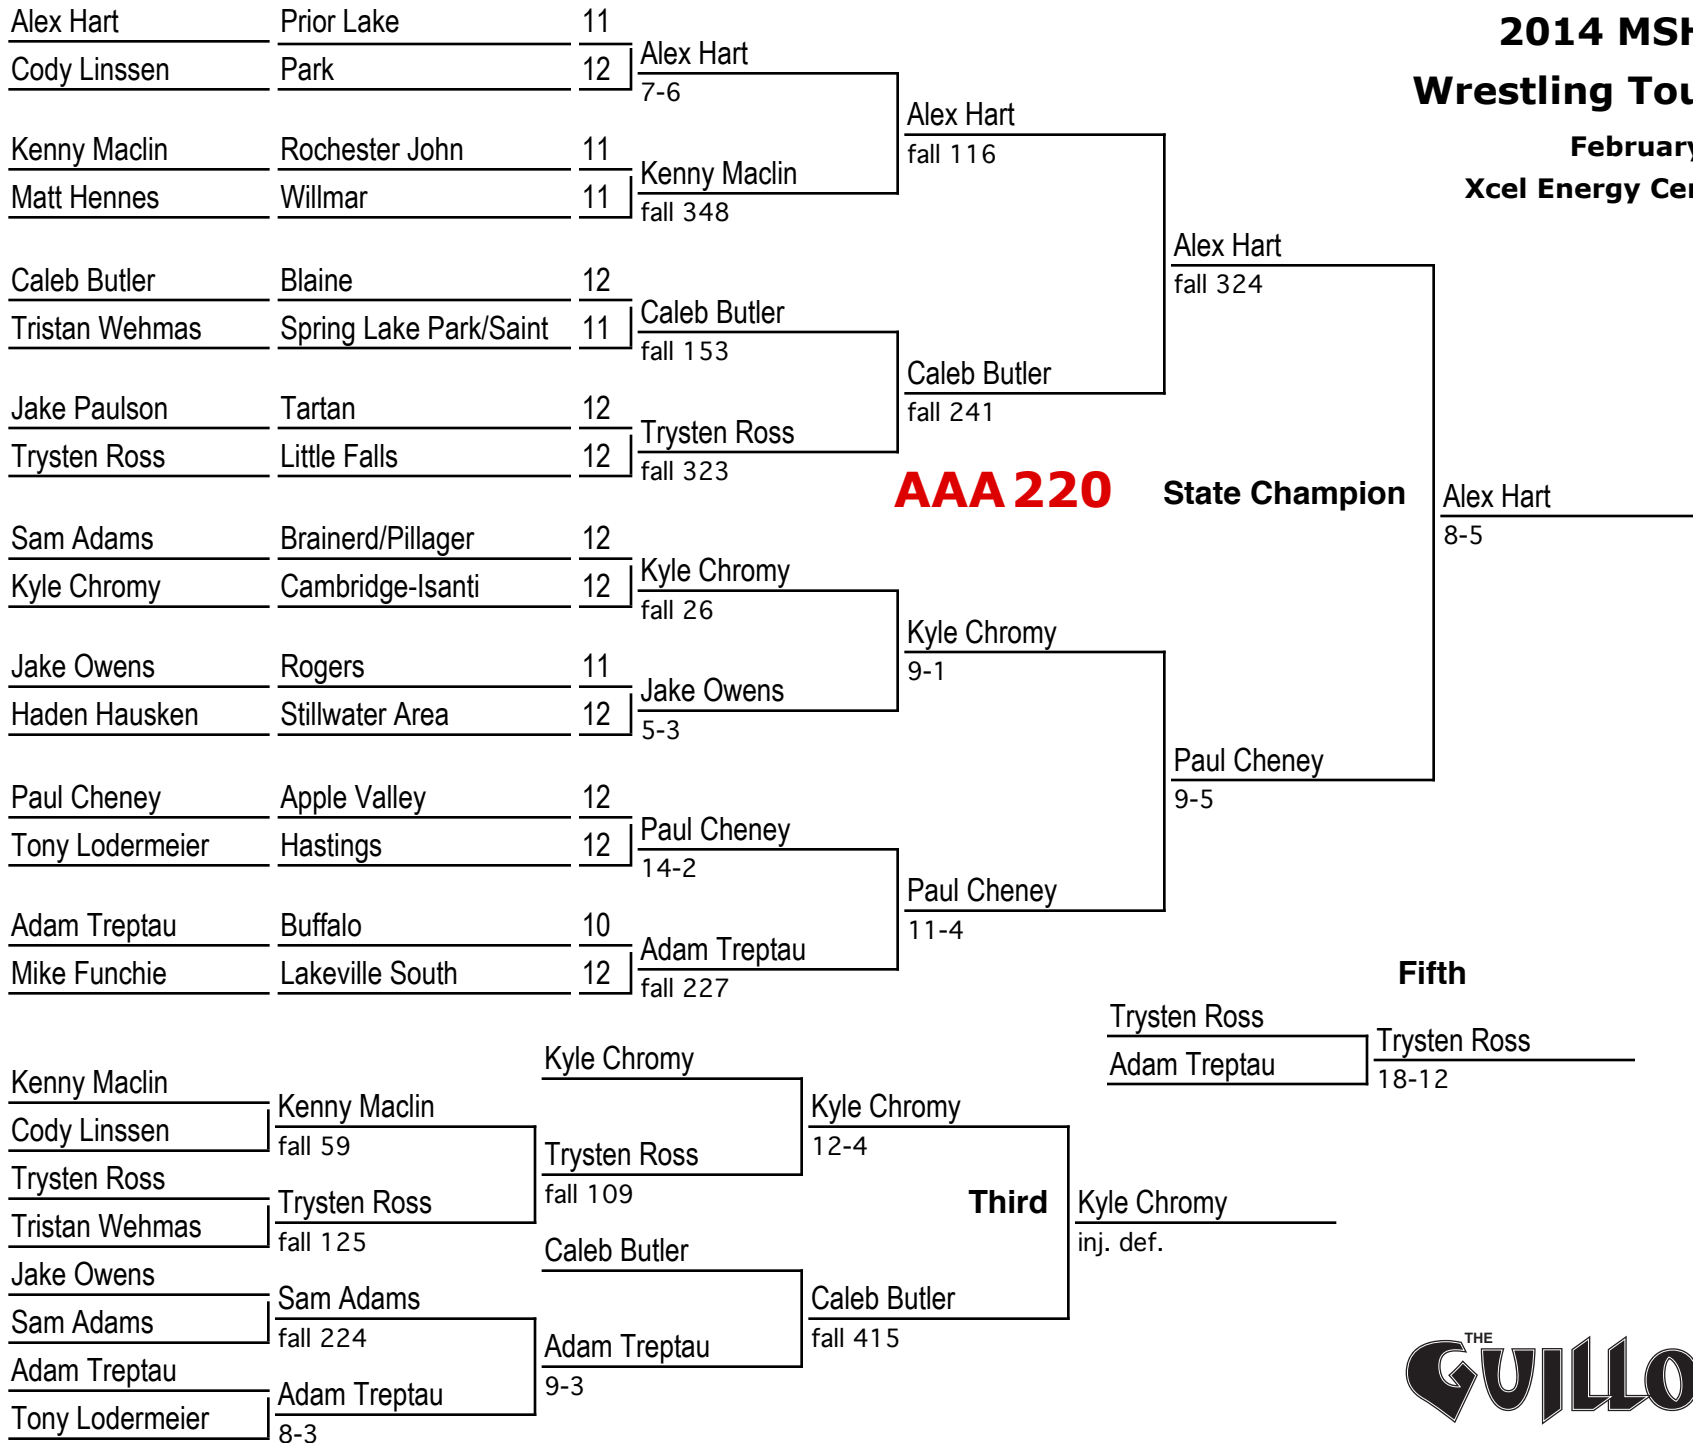 Alex Hart Prior Lake 11
Cody Linssen Park 12
Alex Hart
7-6
Kenny Maclin Rochester John 11
Matt Hennes Willmar 11
Kenny Maclin
fall 348
Alex Hart
fall 116
Caleb Butler Blaine 12
Tristan Wehmas Spring Lake Park/Saint 11
Caleb Butler
fall 153
Jake Paulson Tartan 12
Trysten Ross Little Falls 12
Trysten Ross
fall 323
Caleb Butler
fall 241
Alex Hart
fall 324
2014 MSH
Wrestling Tou
February
Xcel Energy Cen
AAA 220
State Champion
Alex Hart
8-5
Sam Adams Brainerd/Pillager 12
Kyle Chromy Cambridge-Isanti 12
Kyle Chromy
fall 26
Jake Owens Rogers 11
Haden Hausken Stillwater Area 12
Jake Owens
5-3
Kyle Chromy
9-1
Paul Cheney Apple Valley 12
Tony Lodermeier Hastings 12
Paul Cheney
14-2
Adam Treptau Buffalo 10
Mike Funchie Lakeville South 12
Adam Treptau
fall 227
Paul Cheney
11-4
Paul Cheney
9-5
Fifth
Trysten Ross
Adam Treptau
Trysten Ross
18-12
Kenny Maclin
Cody Linssen
Kenny Maclin
fall 59
Trysten Ross
Tristan Wehmas
Trysten Ross
fall 125
Jake Owens
Sam Adams
Sam Adams
fall 224
Adam Treptau
Tony Lodermeier
Adam Treptau
8-3
Kyle Chromy
Trysten Ross
fall 109
Kyle Chromy
12-4
Caleb Butler
Adam Treptau
9-3
Caleb Butler
fall 415
Third
Kyle Chromy
inj. def.
THE
GUILLO